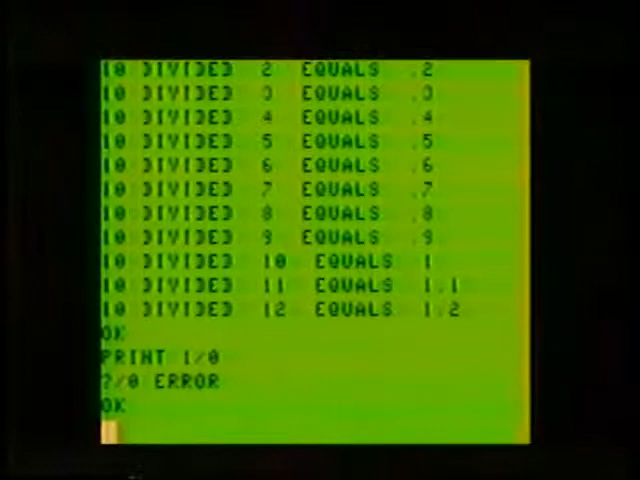 10 DIVIDED 2 EQUALS .2
10 DIVIDED 3 EQUALS .3
10 DIVIDED 4 EQUALS .4
10 DIVIDED 5 EQUALS .5
10 DIVIDED 6 EQUALS .6
10 DIVIDED 7 EQUALS .7
10 DIVIDED 8 EQUALS .8
10 DIVIDED 9 EQUALS .9
10 DIVIDED 10 EQUALS 1
10 DIVIDED 11 EQUALS 1.1
10 DIVIDED 12 EQUALS 1.2
OK
PRINT 1/0
?/0 ERROR
OK